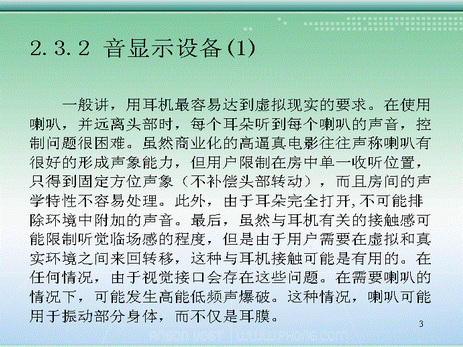 2.3.2 音显示设备(1)
一般讲，用耳机最容易达到虚拟现实的要求。在使用
喇叭，并远离头部时，每个耳朵听到每个喇叭的声音，控
制问题很困难。虽然商业化的高逼真电影往往声称喇叭有
很好的形成声象能力，但用户限制在房中单一收听位置，
只得到固定方位声象（不补偿头部转动），而且房间的声
学特性不容易处理。此外，由于耳朵完全打开,不可能排
除环境中附加的声音。最后，虽然与耳机有关的接触感可
能限制听觉临场感的程度，但是由于用户需要在虚拟和真
实环境之间来回转移，这种与耳机接触可能是有用的。在
任何情况，由于视觉接口会存在这些问题。在需要喇叭的
情况下，可能发生高能低频声爆破。这种情况，喇叭可能
用于振动部分身体，而不仅是耳膜。
3